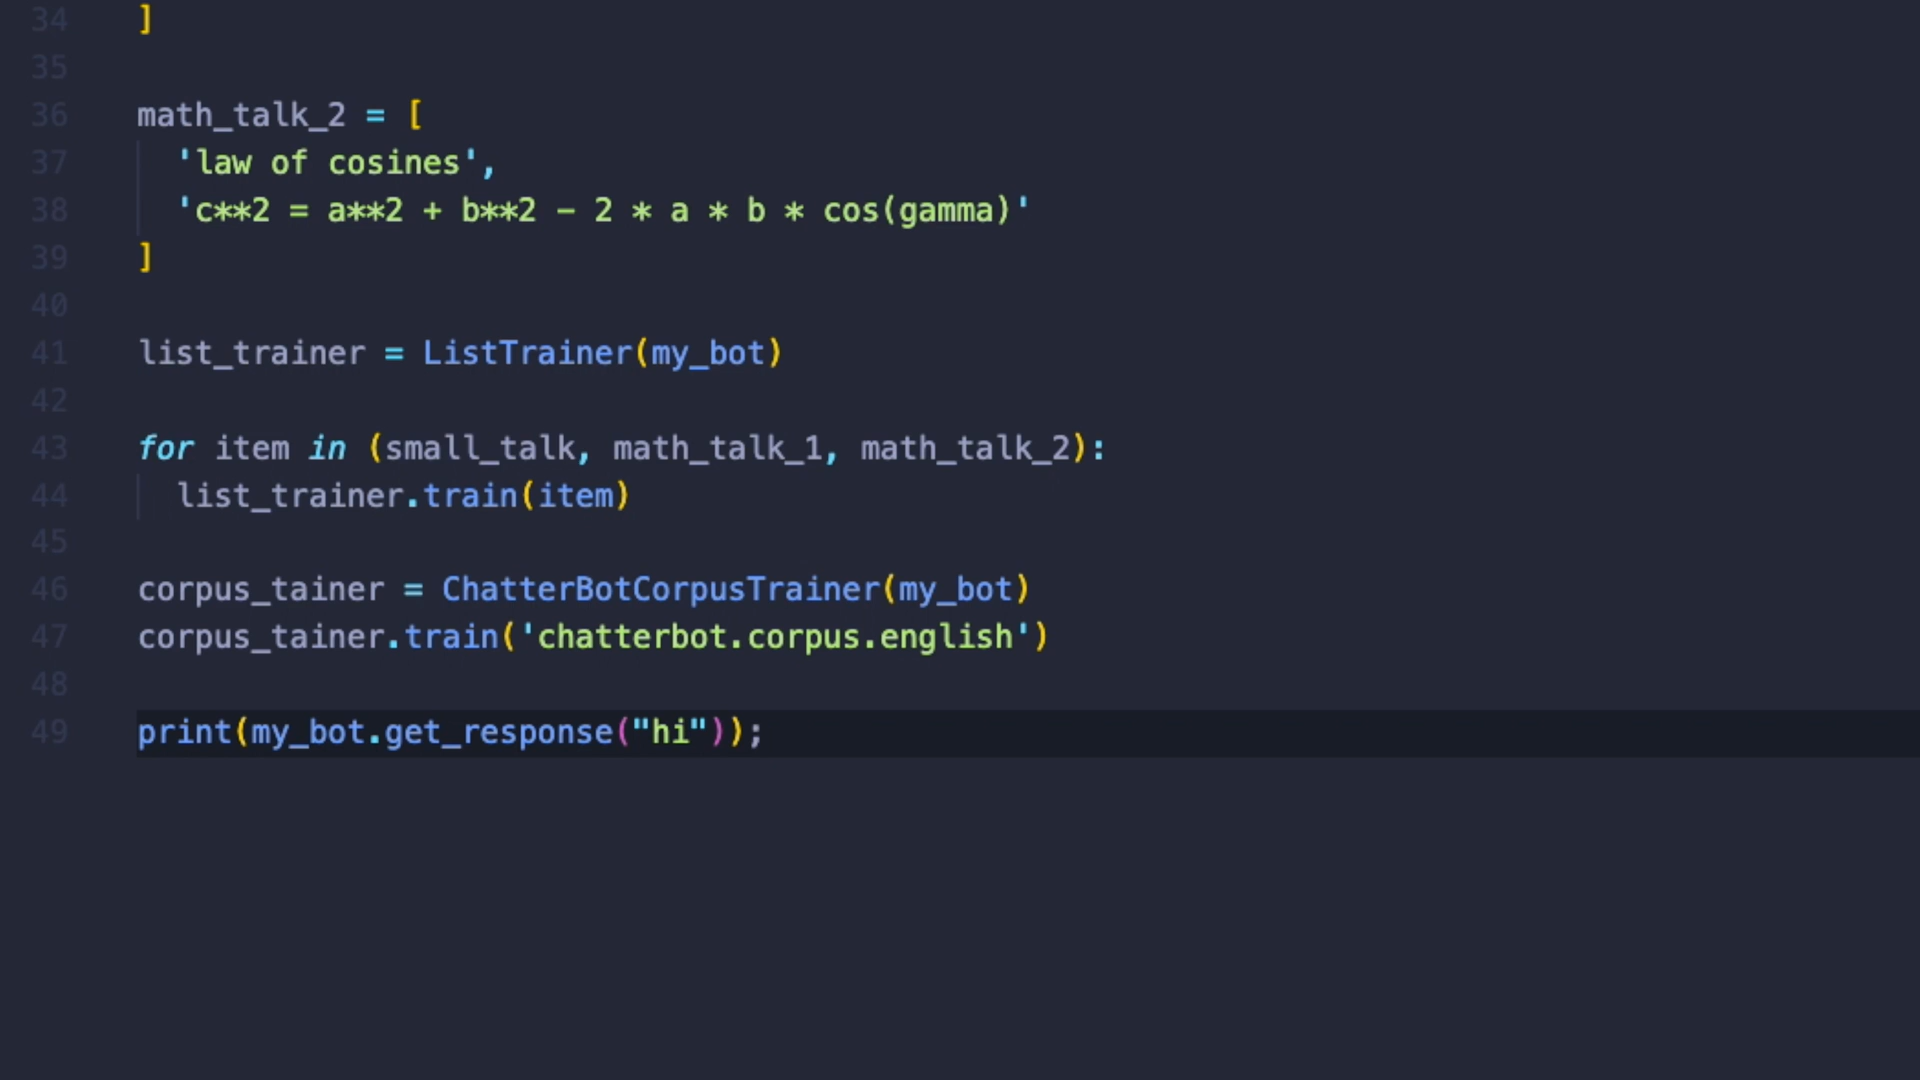 34 ]
35
36 math_talk_2 = [
37 'law of cosines',
38 'c**2 = a**2 + b**2 - 2 * a * b * cos(gamma)'
39 ]
40
41 list_trainer = ListTrainer(my_bot)
42
43 for item in (small_talk, math_talk_1, math_talk_2):
44 list_trainer.train(item)
45
46 corpus_tainer = ChatterBotCorpusTrainer(my_bot)
47 corpus_tainer.train('chatterbot.corpus.english')
48
49 print(my_bot.get_response("hi"));